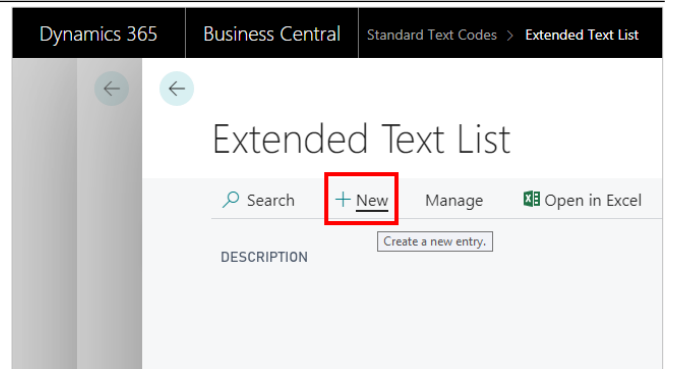 Dynamics 365 Business Central Standard Text Codes > Extended Text List
Extended Text List
Search + New Manage Open in Excel
Create a new entry.
DESCRIPTION